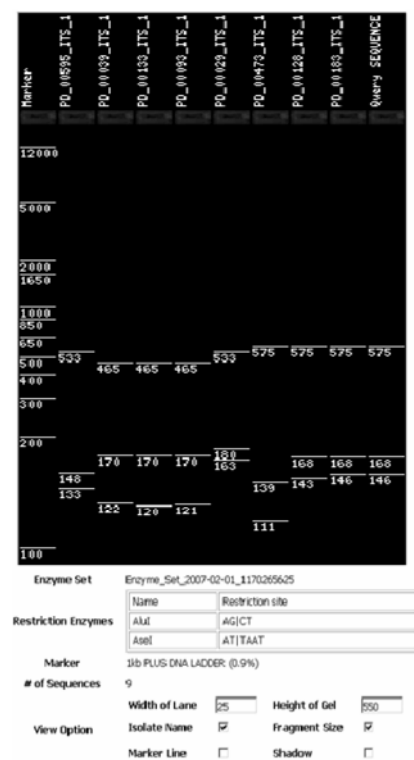 Marker
PD_00595_ITS_1
PD_00039_ITS_1
PD_00133_ITS_1
PD_00093_ITS_1
PD_00029_ITS_1
PD_00473_ITS_1
PD_00128_ITS_1
PD_00183_ITS_1
Query SEQUENCE
12000
5000
2000
1650
1000
850
650
500 533 465 465 465 533 575 575 575 575
400
300
200
170 170 170 180 168 168 168
163
148 139 143 146 146
133
122 120 121 111
100
Enzyme Set Enzyme_Set_2007-02-01_1170265625
Restriction Enzymes
Name Restriction site
AluI AG|CT
AseI AT|TAAT
Marker 1kb PLUS DNA LADDER (0.9%)
# of Sequences 9
View Option
Width of Lane 25 Height of Gel 550
Isolate Name Fragment Size
Marker Line Shadow